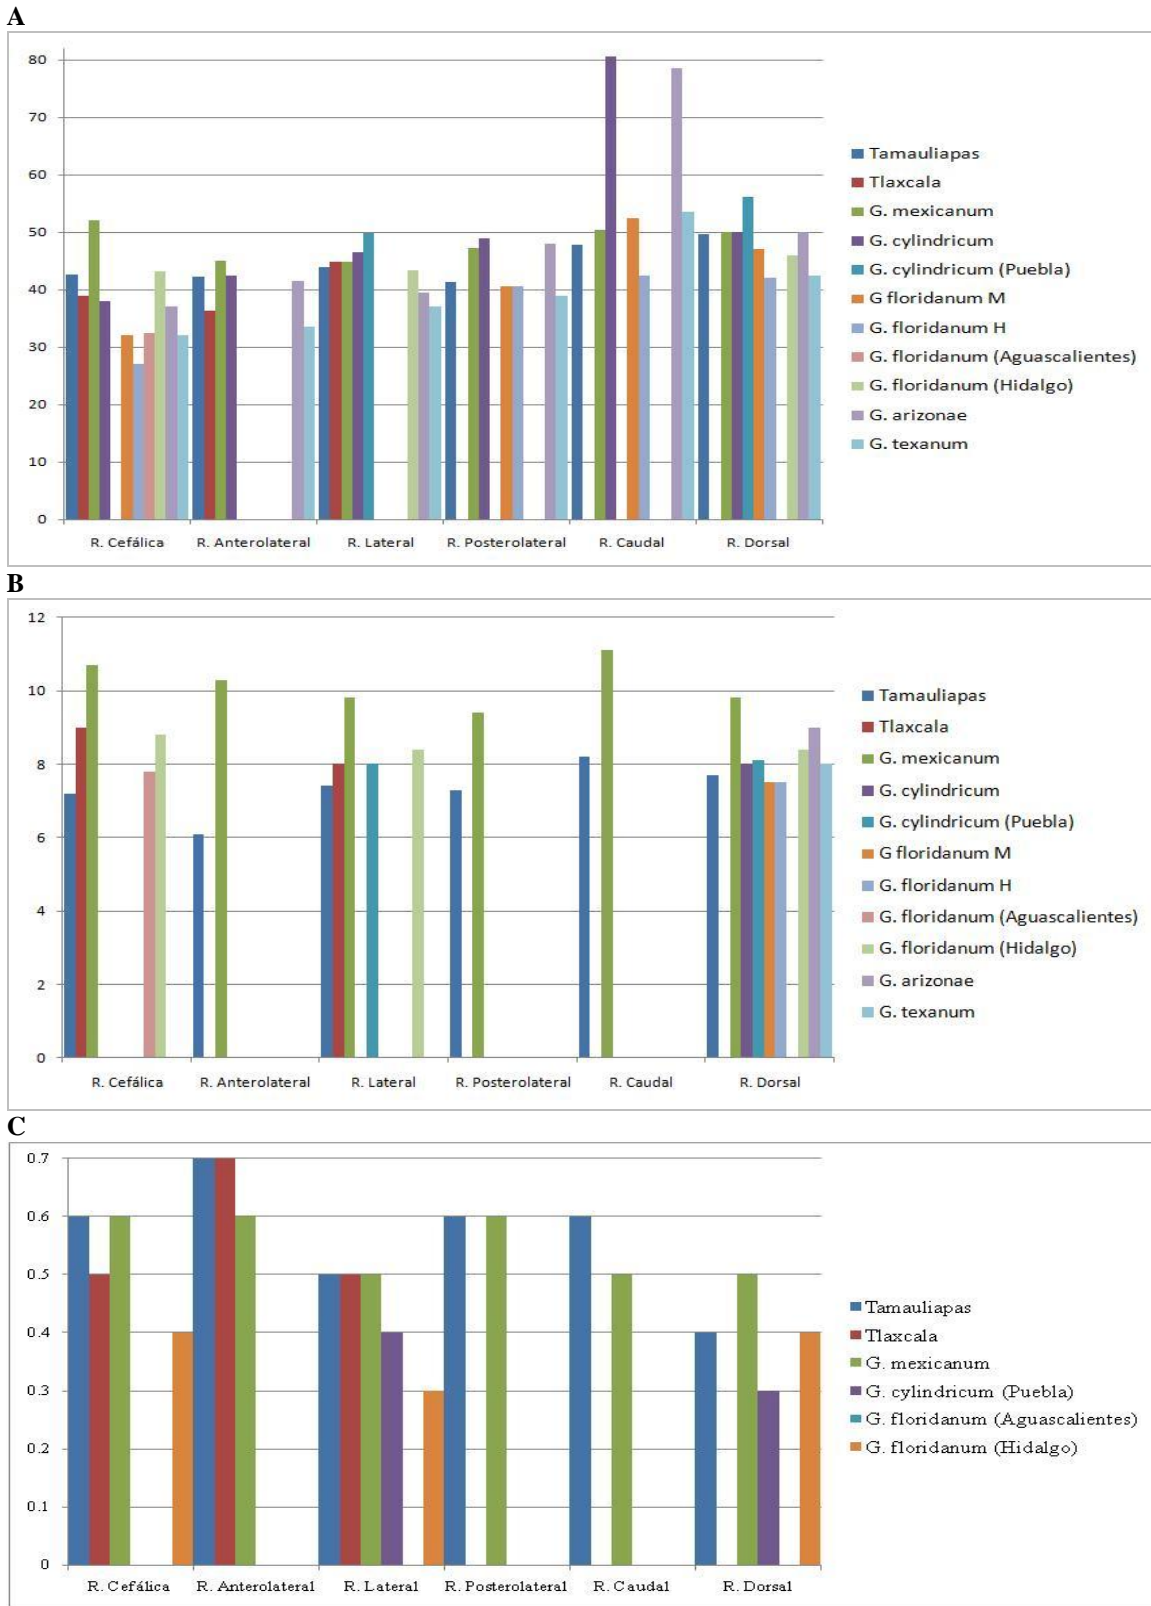 A
80
70
60
50
40
30
20
10
0
R. Cefálica R. Anterolateral R. Lateral R. Posterolateral R. Caudal R. Dorsal
Tamauliapas
Tlaxcala
G. mexicanum
G. cylindricum
G. cylindricum (Puebla)
G floridanum M
G. floridanum H
G. floridanum (Aguascalientes)
G. floridanum (Hidalgo)
G. arizonae
G. texanum
B
12
10
8
6
4
2
0
R. Cefálica R. Anterolateral R. Lateral R. Posterolateral R. Caudal R. Dorsal
Tamauliapas
Tlaxcala
G. mexicanum
G. cylindricum
G. cylindricum (Puebla)
G floridanum M
G. floridanum H
G. floridanum (Aguascalientes)
G. floridanum (Hidalgo)
G. arizonae
G. texanum
C
0.7
0.6
0.5
0.4
0.3
0.2
0.1
0
R. Cefálica R. Anterolateral R. Lateral R. Posterolateral R. Caudal R. Dorsal
Tamauliapas
Tlaxcala
G. mexicanum
G. cylindricum (Puebla)
G. floridanum (Aguascalientes)
G. floridanum (Hidalgo)